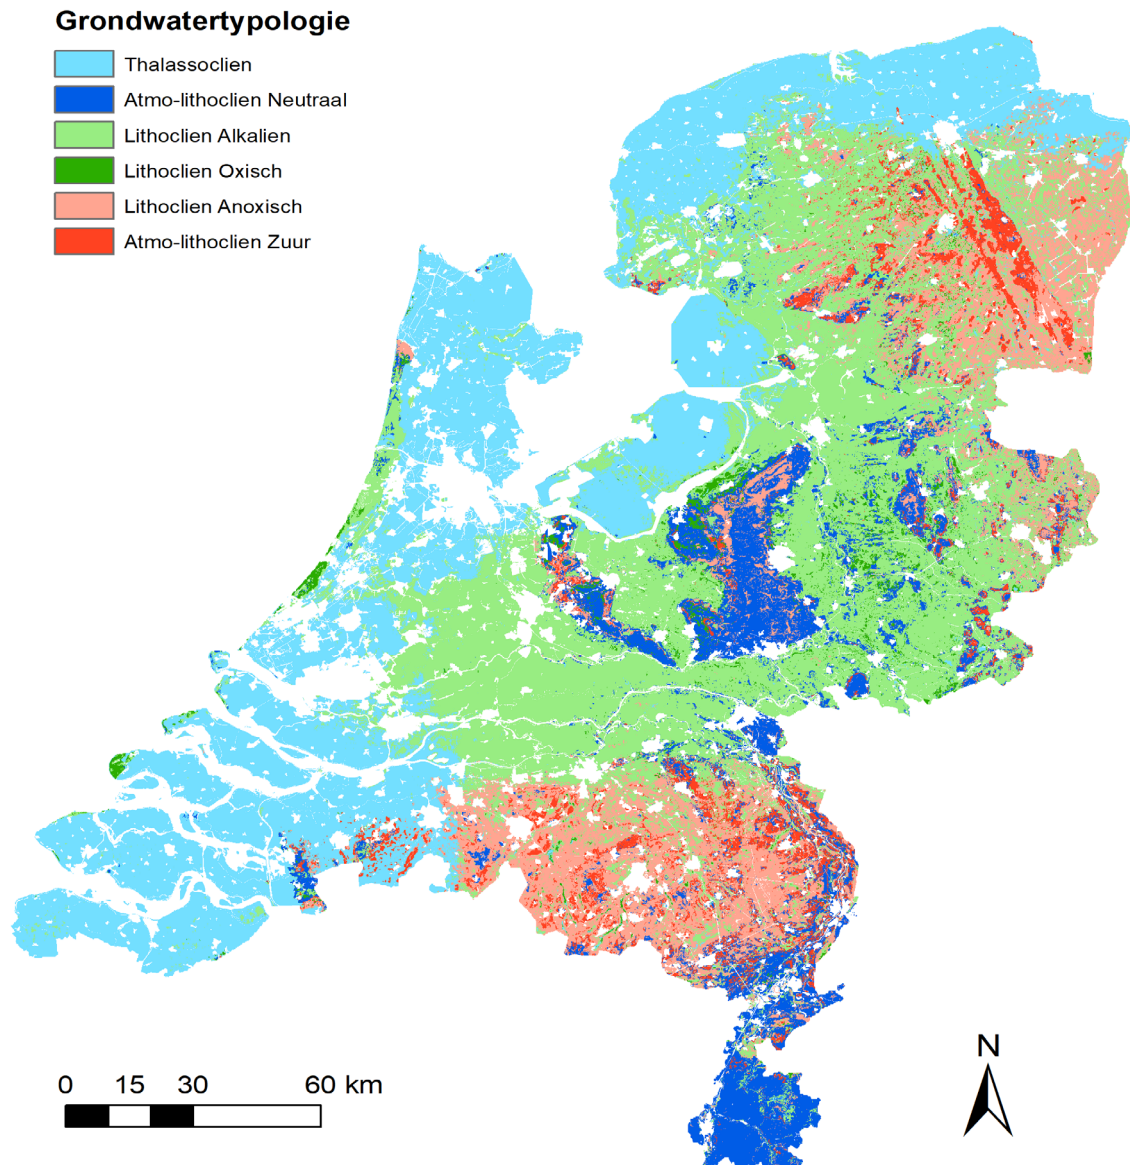 Grondwatertypologie
Thalassoclien
Atmo-lithoclien Neutraal
Lithoclien Alkalien
Lithoclien Oxisch
Lithoclien Anoxisch
Atmo-lithoclien Zuur
0 15 30 60 km
N